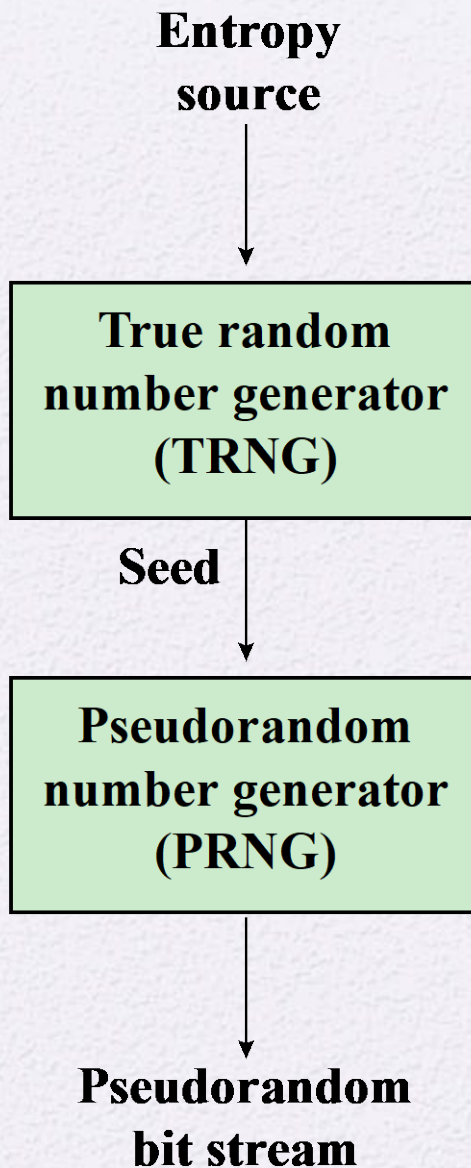 Entropy
source
True random
number generator
(TRNG)
Seed
Pseudorandom
number generator
(PRNG)
Pseudorandom
bit stream